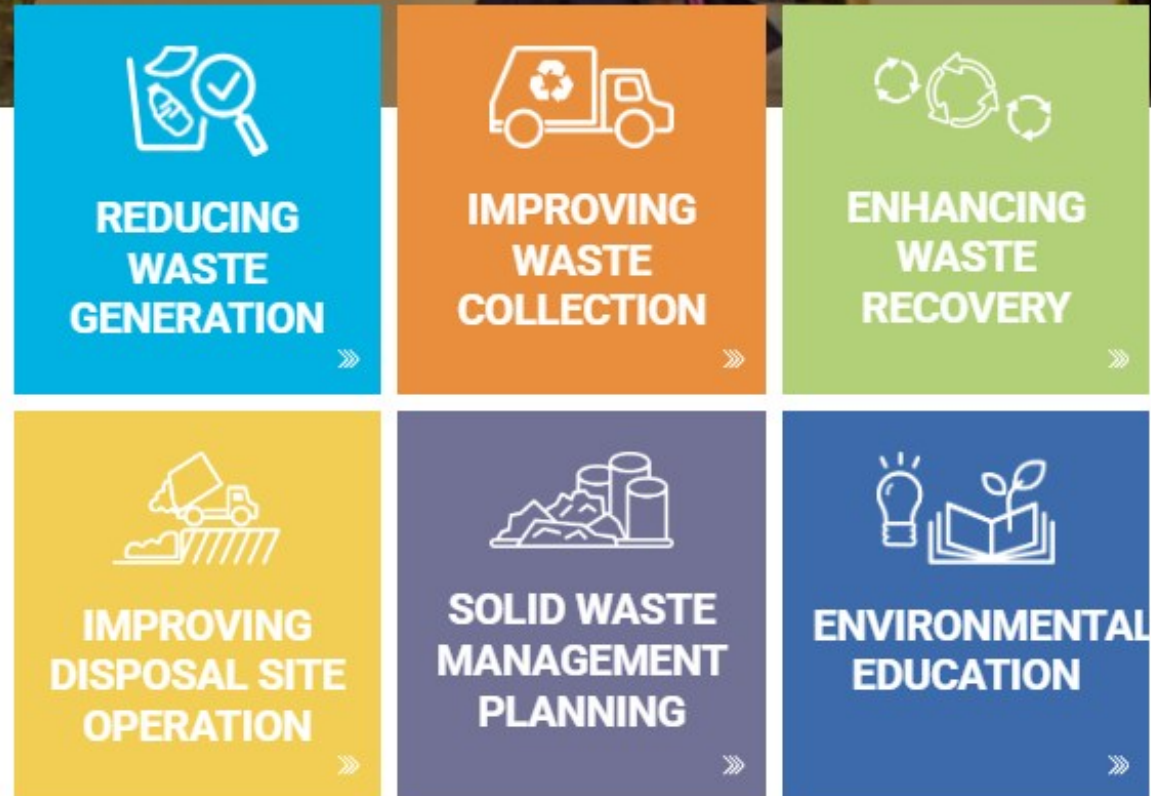 REDUCING
WASTE
GENERATION
IMPROVING
WASTE
COLLECTION
ENHANCING
WASTE
RECOVERY
IMPROVING
DISPOSAL SITE
OPERATION
SOLID WASTE
MANAGEMENT
PLANNING
ENVIRONMENTAL
EDUCATION